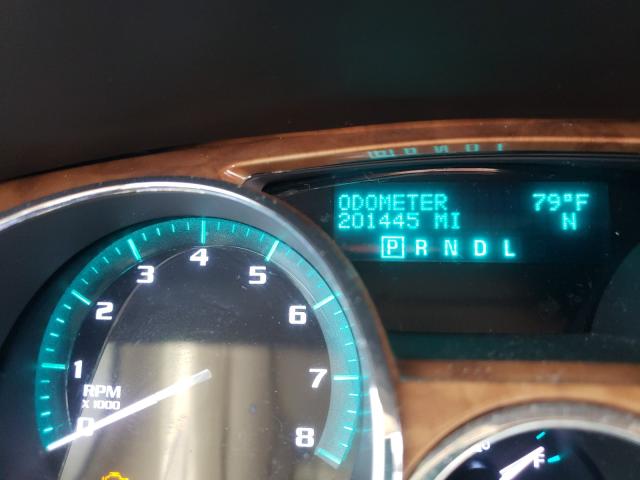 ODOMETER 79°F
201445 MI N
P R N D L
4
3 5
2 6
1 7
RPM
X 1000
0 8
F